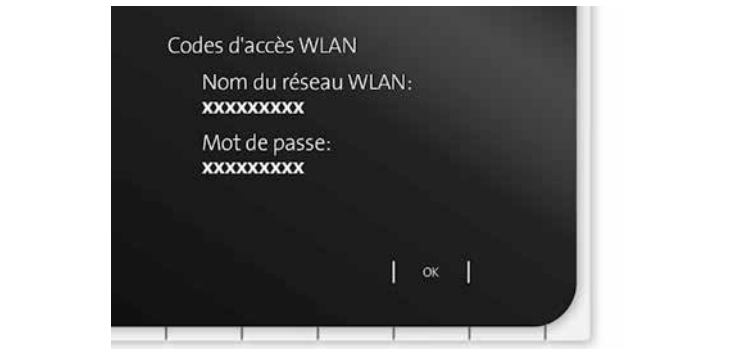 Codes d'accès WLAN
Nom du réseau WLAN:
xxxxxxxxx
Mot de passe:
xxxxxxxxx
OK